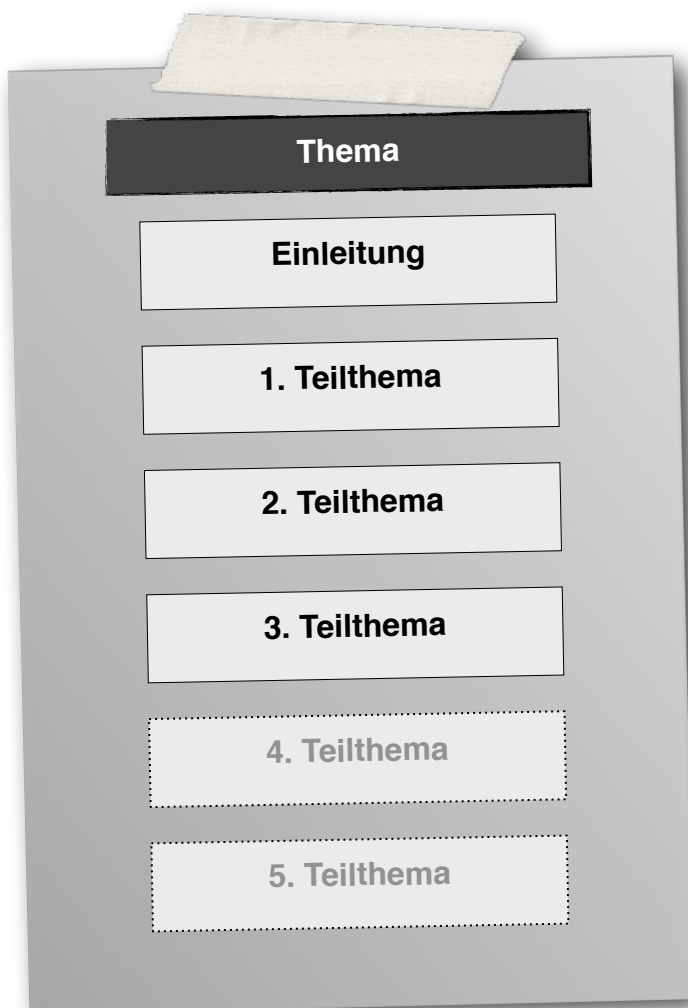 Thema
Einleitung
1. Teilthema
2. Teilthema
3. Teilthema
4. Teilthema
5. Teilthema